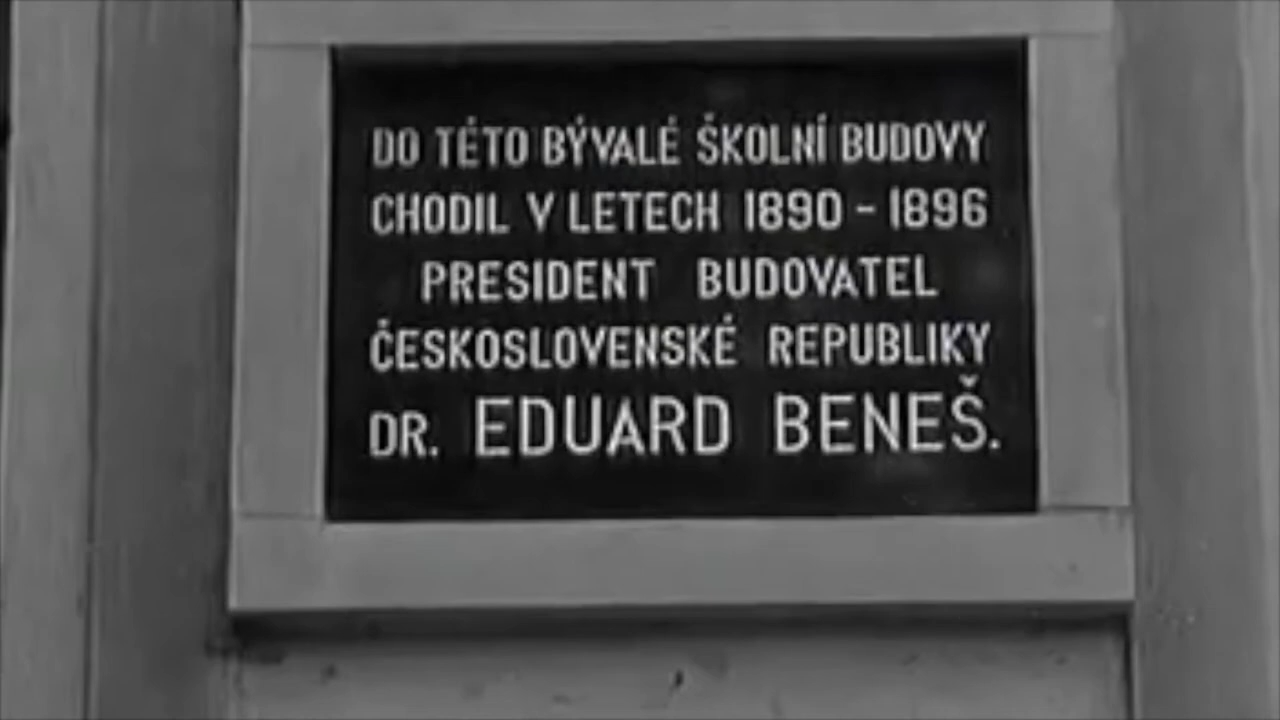 DO TÉTO BÝVALÉ ŠKOLNÍ BUDOVY
CHODIL V LETECH 1890 - 1896
PRESIDENT BUDOVATEL
ČESKOSLOVENSKÉ REPUBLIKY
DR. EDUARD BENEŠ.